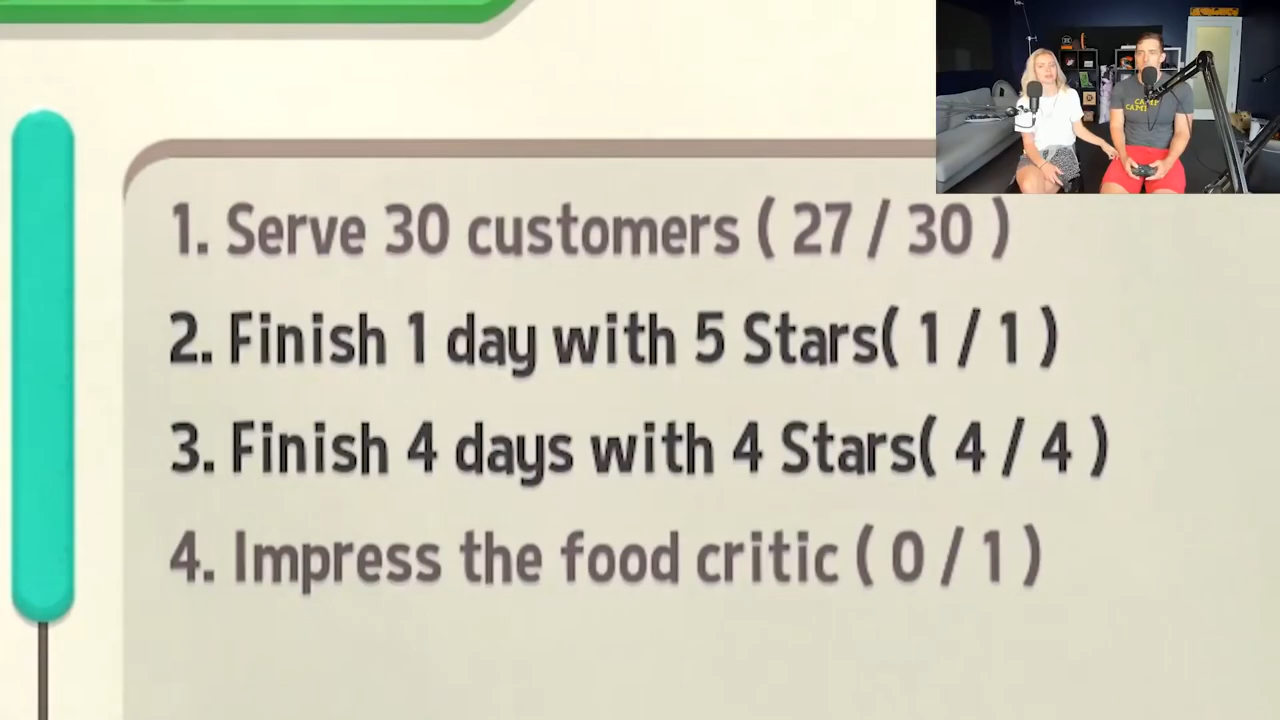 1. Serve 30 customers ( 27 / 30 )
2. Finish 1 day with 5 Stars( 1 / 1 )
3. Finish 4 days with 4 Stars( 4 / 4 )
4. Impress the food critic ( 0 / 1 )
CAMP